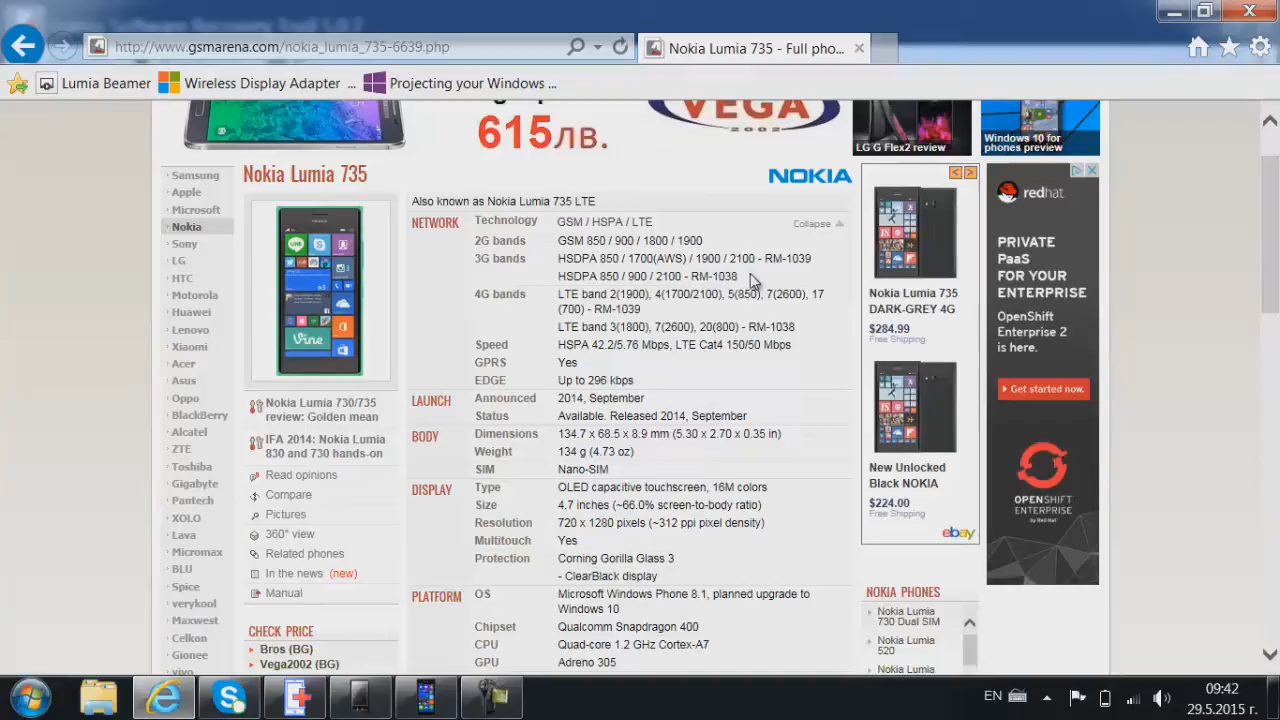 http://www.gsmarena.com/nokia_lumia_735-6639.php
Nokia Lumia 735 - Full pho...
Lumia Beamer
Wireless Display Adapter ...
Projecting your Windows ...
VEGA
2002
615лв.
LG G Flex2 review
Windows 10 for
phones preview
Samsung
Apple
Microsoft
Nokia
Sony
LG
HTC
Motorola
Huawei
Lenovo
Xiaomi
Acer
Asus
Oppo
BlackBerry
Alcatel
ZTE
Toshiba
Gigabyte
Pantech
XOLO
Lava
Micromax
BLU
Spice
verykool
Maxwest
Celkon
Gionee
vivo
Nokia Lumia 735
NOKIA
Vine
Nokia Lumia 730/735
review: Golden mean
IFA 2014: Nokia Lumia
830 and 730 hands-on
Read opinions
Compare
Pictures
360° view
Related phones
In the news (new)
Manual
CHECK PRICE
Bros (BG)
Vega2002 (BG)
Also known as Nokia Lumia 735 LTE
NETWORK Technology GSM / HSPA / LTE Collapse
2G bands GSM 850 / 900 / 1800 / 1900
3G bands HSDPA 850 / 1700(AWS) / 1900 / 2100 - RM-1039
HSDPA 850 / 900 / 2100 - RM-1038
4G bands LTE band 2(1900), 4(1700/2100), 5(850), 7(2600), 17
(700) - RM-1039
LTE band 3(1800), 7(2600), 20(800) - RM-1038
Speed HSPA 42.2/5.76 Mbps, LTE Cat4 150/50 Mbps
GPRS Yes
EDGE Up to 296 kbps
LAUNCH Announced 2014, September
Status Available. Released 2014, September
BODY Dimensions 134.7 x 68.5 x 8.9 mm (5.30 x 2.70 x 0.35 in)
Weight 134 g (4.73 oz)
SIM Nano-SIM
DISPLAY Type OLED capacitive touchscreen, 16M colors
Size 4.7 inches (~66.0% screen-to-body ratio)
Resolution 720 x 1280 pixels (~312 ppi pixel density)
Multitouch Yes
Protection Corning Gorilla Glass 3
- ClearBlack display
PLATFORM OS Microsoft Windows Phone 8.1, planned upgrade to
Windows 10
Chipset Qualcomm Snapdragon 400
CPU Quad-core 1.2 GHz Cortex-A7
GPU Adreno 305
Nokia Lumia 735
DARK-GREY 4G
$284.99
Free Shipping
New Unlocked
Black NOKIA
$224.00
Free Shipping
ebay
NOKIA PHONES
Nokia Lumia
730 Dual SIM
Nokia Lumia
520
Nokia Lumia
redhat
PRIVATE
PaaS
FOR YOUR
ENTERPRISE
OpenShift
Enterprise 2
is here.
Get started now.
OPENSHIFT
ENTERPRISE
by Red Hat
EN
09:42
29.5.2015 г.